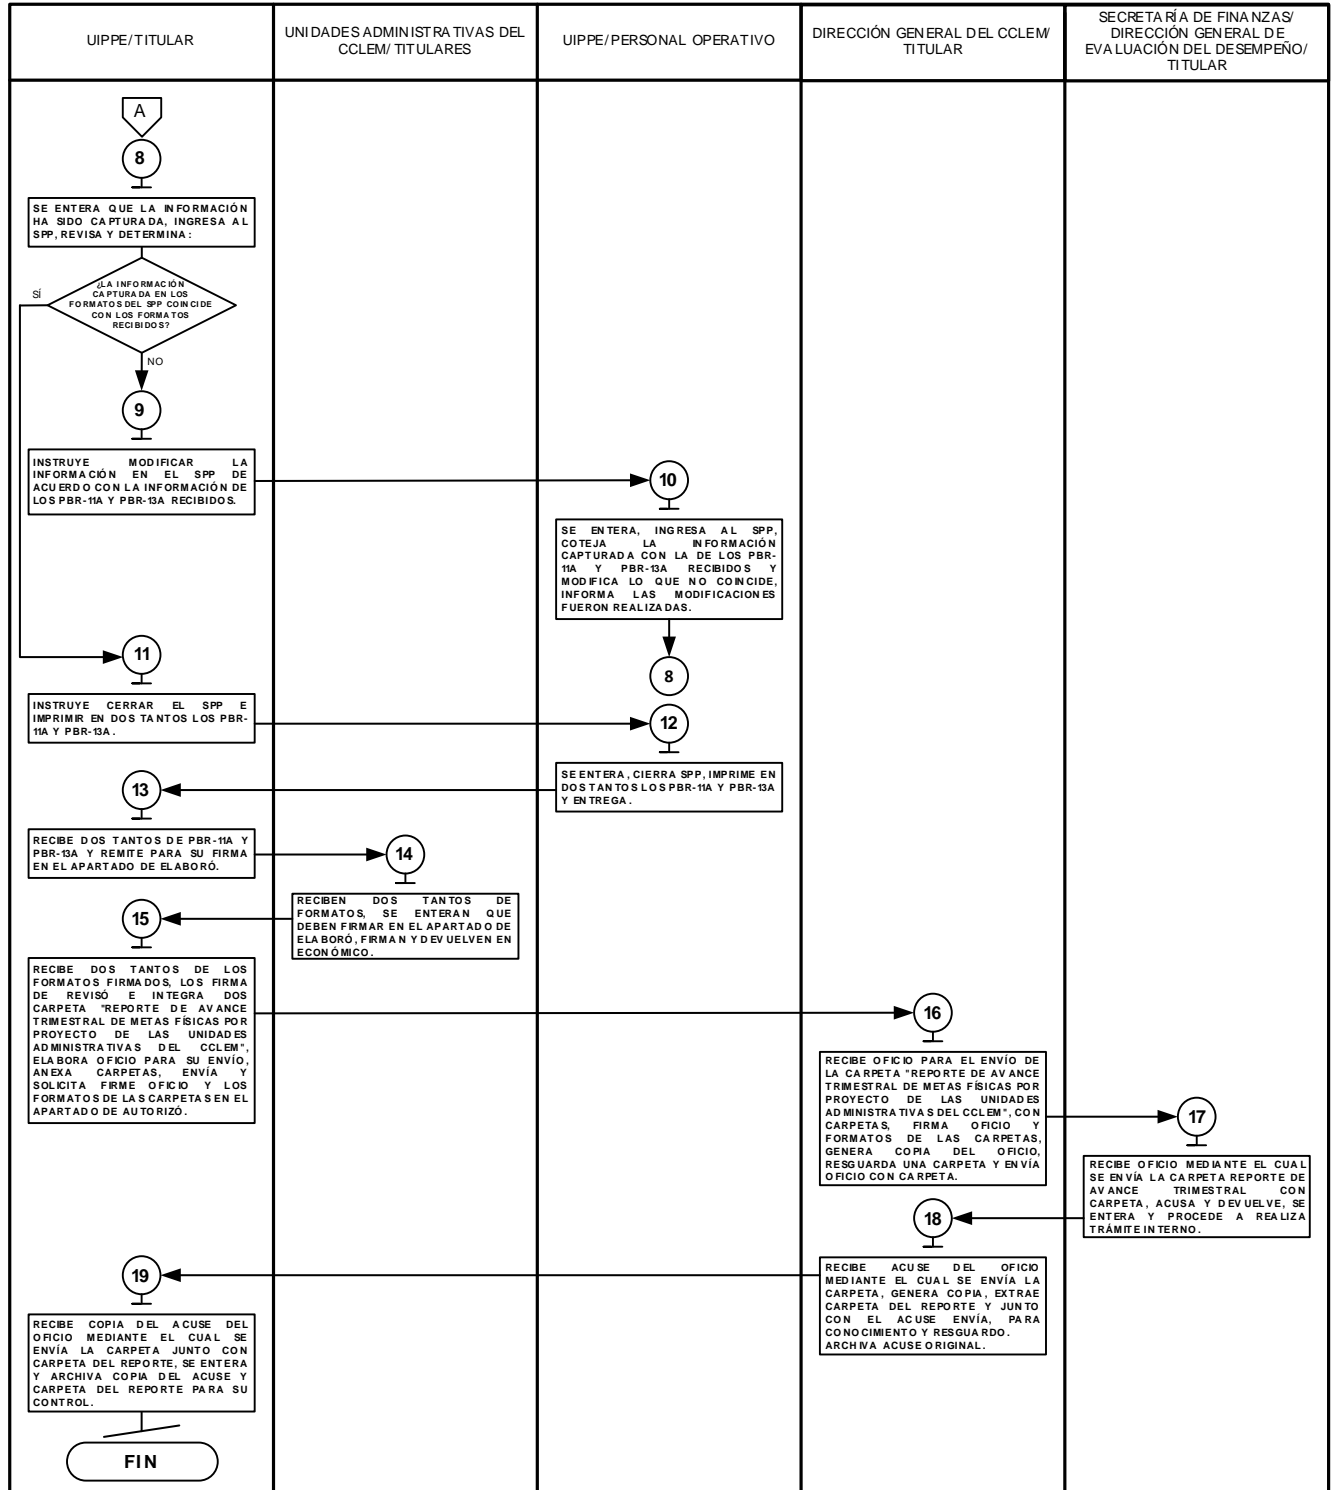 UIPPE/TITULAR
UNIDADES ADMINISTRATIVAS DEL
CCLEM/ TITULARES
UIPPE/PERSONAL OPERATIVO
DIRECCIÓN GENERAL DEL CCLEM/
TITULAR
SECRETARÍA DE FINANZAS/
DIRECCIÓN GENERAL DE
EVALUACIÓN DEL DESEMPEÑO/
TITULAR
A
8
SE ENTERA QUE LA INFORMACIÓN
HA SIDO CAPTURADA, INGRESA AL
SPP, REVISA Y DETERMINA:
¿LA INFORMACIÓN
CAPTURADA EN LOS
FORMATOS DEL SPP COINCIDE
CON LOS FORMATOS
RECIBIDOS?
SÍ
NO
9
INSTRUYE MODIFICAR LA
INFORMACIÓN EN EL SPP DE
ACUERDO CON LA INFORMACIÓN DE
LOS PBR-11A Y PBR-13A RECIBIDOS.
10
SE ENTERA, INGRESA AL SPP,
COTEJA LA INFORMACIÓN
CAPTURADA CON LA DE LOS PBR-
11A Y PBR-13A RECIBIDOS Y
MODIFICA LO QUE NO COINCIDE,
INFORMA LAS MODIFICACIONES
FUERON REALIZADAS.
8
11
INSTRUYE CERRAR EL SPP E
IMPRIMIR EN DOS TANTOS LOS PBR-
11A Y PBR-13A.
12
SE ENTERA, CIERRA SPP, IMPRIME EN
DOS TANTOS LOS PBR-11A Y PBR-13A
Y ENTREGA.
13
RECIBE DOS TANTOS DE PBR-11A Y
PBR-13A Y REMITE PARA SU FIRMA
EN EL APARTADO DE ELABORÓ.
14
RECIBEN DOS TANTOS DE
FORMATOS, SE ENTERAN QUE
DEBEN FIRMAR EN EL APARTADO DE
ELABORÓ, FIRMAN Y DEVUELVEN EN
ECONÓMICO.
15
RECIBE DOS TANTOS DE LOS
FORMATOS FIRMADOS, LOS FIRMA
DE REVISÓ E INTEGRA DOS
CARPETA "REPORTE DE AVANCE
TRIMESTRAL DE METAS FÍSICAS POR
PROYECTO DE LAS UNIDADES
ADMINISTRATIVAS DEL CCLEM",
ELABORA OFICIO PARA SU ENVÍO,
ANEXA CARPETAS, ENVÍA Y
SOLICITA FIRME OFICIO Y LOS
FORMATOS DE LAS CARPETAS EN EL
APARTADO DE AUTORIZÓ.
16
RECIBE OFICIO PARA EL ENVÍO DE
LA CARPETA "REPORTE DE AVANCE
TRIMESTRAL DE METAS FÍSICAS POR
PROYECTO DE LAS UNIDADES
ADMINISTRATIVAS DEL CCLEM", CON
CARPETAS, FIRMA OFICIO Y
FORMATOS DE LAS CARPETAS,
GENERA COPIA DEL OFICIO,
RESGUARDA UNA CARPETA Y ENVÍA
OFICIO CON CARPETA.
17
RECIBE OFICIO MEDIANTE EL CUAL
SE ENVÍA LA CARPETA REPORTE DE
AVANCE TRIMESTRAL CON
CARPETA, ACUSA Y DEVUELVE, SE
ENTERA Y PROCEDE A REALIZA
TRÁMITE INTERNO.
18
RECIBE ACUSE DEL OFICIO
MEDIANTE EL CUAL SE ENVÍA LA
CARPETA, GENERA COPIA, EXTRAE
CARPETA DEL REPORTE Y JUNTO
CON EL ACUSE ENVÍA, PARA
CONOCIMIENTO Y RESGUARDO.
ARCHIVA ACUSE ORIGINAL.
19
RECIBE COPIA DEL ACUSE DEL
OFICIO MEDIANTE EL CUAL SE
ENVÍA LA CARPETA JUNTO CON
CARPETA DEL REPORTE, SE ENTERA
Y ARCHIVA COPIA DEL ACUSE Y
CARPETA DEL REPORTE PARA SU
CONTROL.
FIN